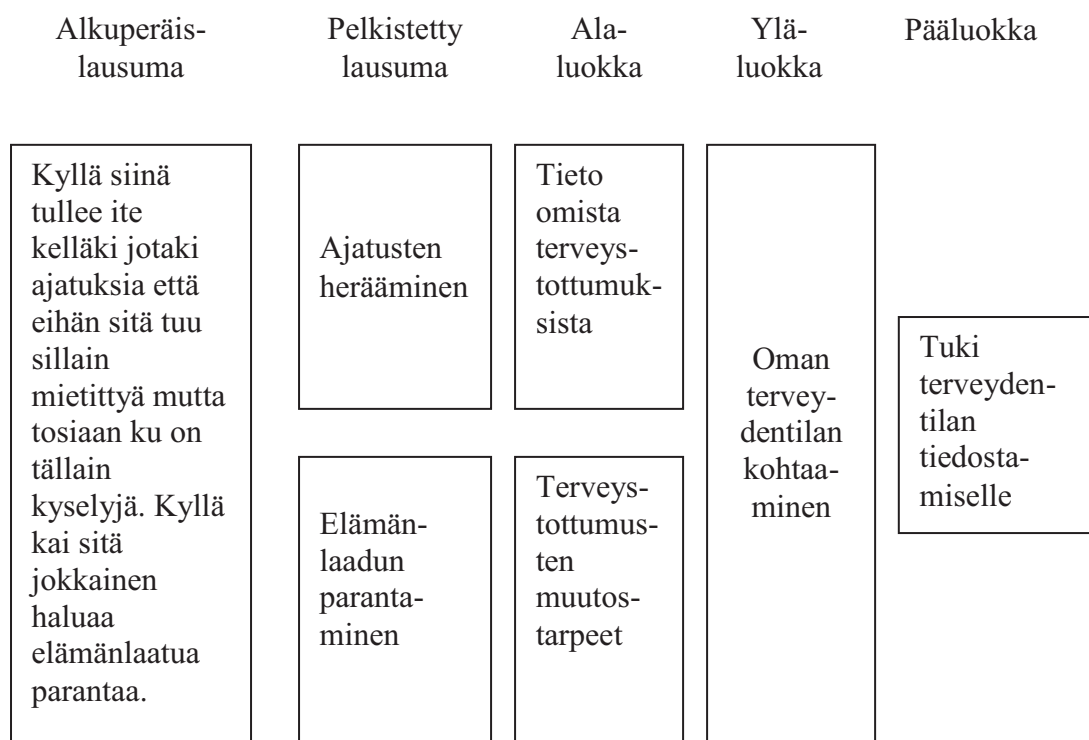 Alkuperäis-
lausuma
Pelkistetty
lausuma
Ala-
luokka
Ylä-
luokka
Pääluokka
Kyllä siinä
tullee ite
kelläki jotaki
ajatuksia että
eihän sitä tuu
sillain
mietittyä mutta
tosiaan ku on
tällain
kyselyjä. Kyllä
kai sitä
jokkainen
haluaa
elämänlaatua
parantaa.
Ajatusten
herääminen
Elämän-
laadun
paranta-
minen
Tieto
omista
terveys-
tottumuk-
sista
Terveys-
tottumus-
ten
muutos-
tarpeet
Oman
tervey-
dentilan
kohtaa-
minen
Tuki
terveyden-
tilan
tiedosta-
miselle